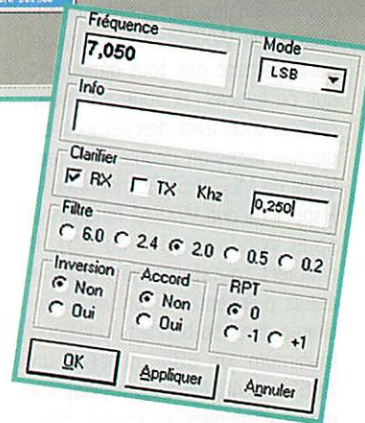 Fréquence
Mode
7,050
LSB
Info
Clarifier
RX TX Khz 0,250
Filtre
6.0 2.4 2.0 0.5 0.2
Inversion Accord RPT
Non Non 0
Oui Oui -1 +1
OK Appliquer Annuler